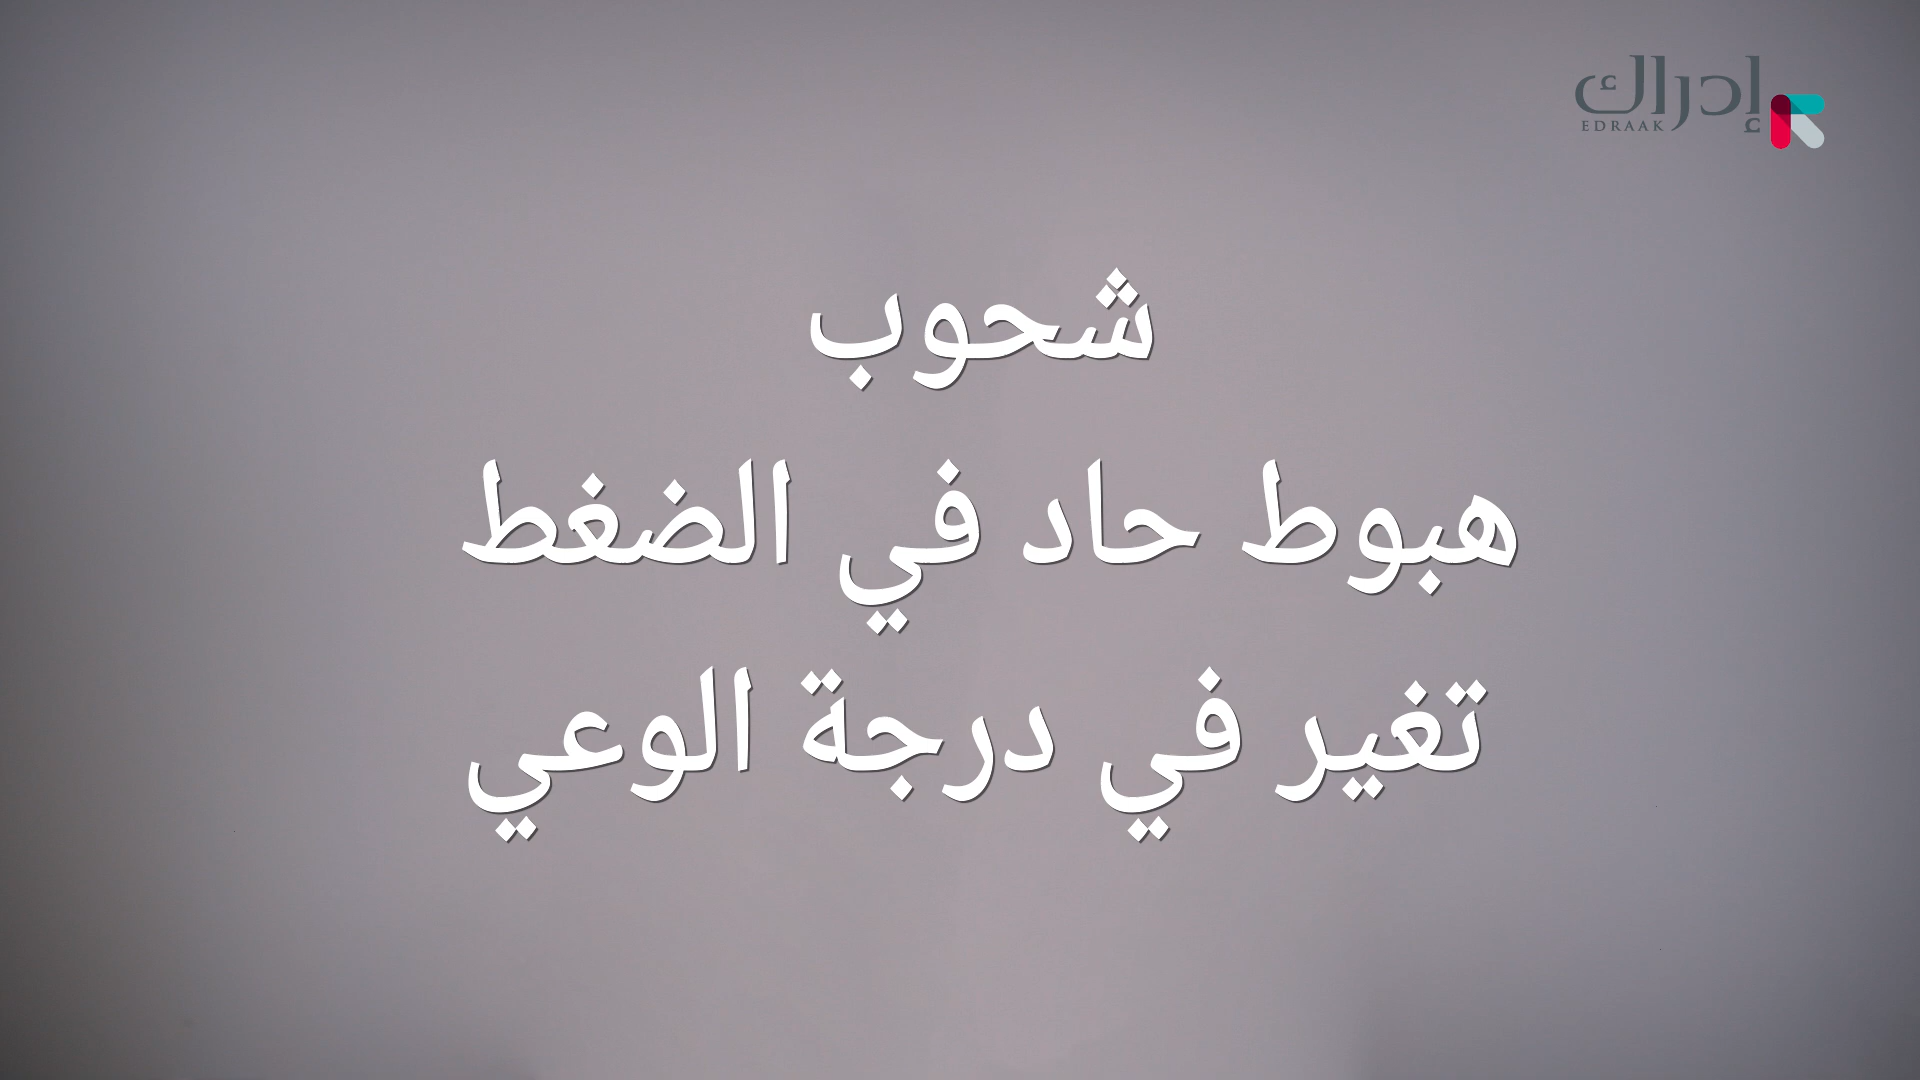 إدراك
EDRAAK
شحوب
هبوط حاد في الضغط
تغير في درجة الوعي